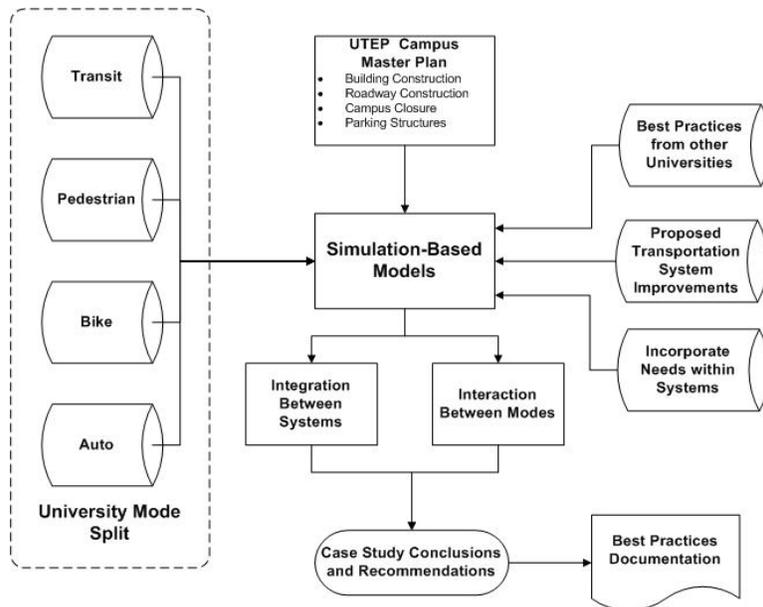 Transit
Pedestrian
Bike
Auto
University Mode
Split
UTEP Campus
Master Plan
• Building Construction
• Roadway Construction
• Campus Closure
• Parking Structures
Simulation-Based
Models
Best Practices
from other
Universities
Proposed
Transportation
System
Improvements
Incorporate
Needs within
Systems
Integration
Between
Systems
Interaction
Between Modes
Case Study Conclusions
and Recommendations
Best Practices
Documentation